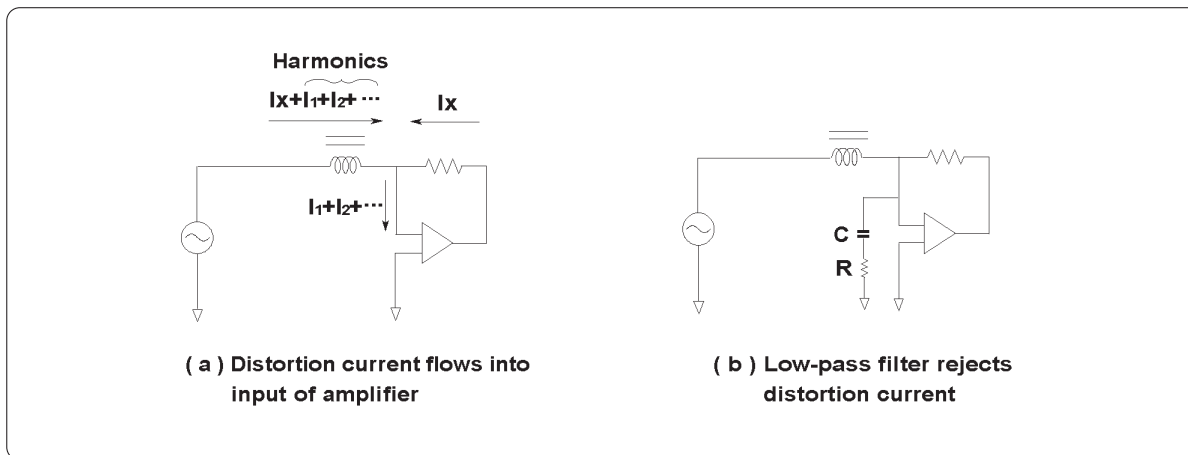 Harmonics
Ix+I1+I2+ ···
Ix
I1+I2+ ···
( a ) Distortion current flows into
input of amplifier
C
R
( b ) Low-pass filter rejects
distortion current